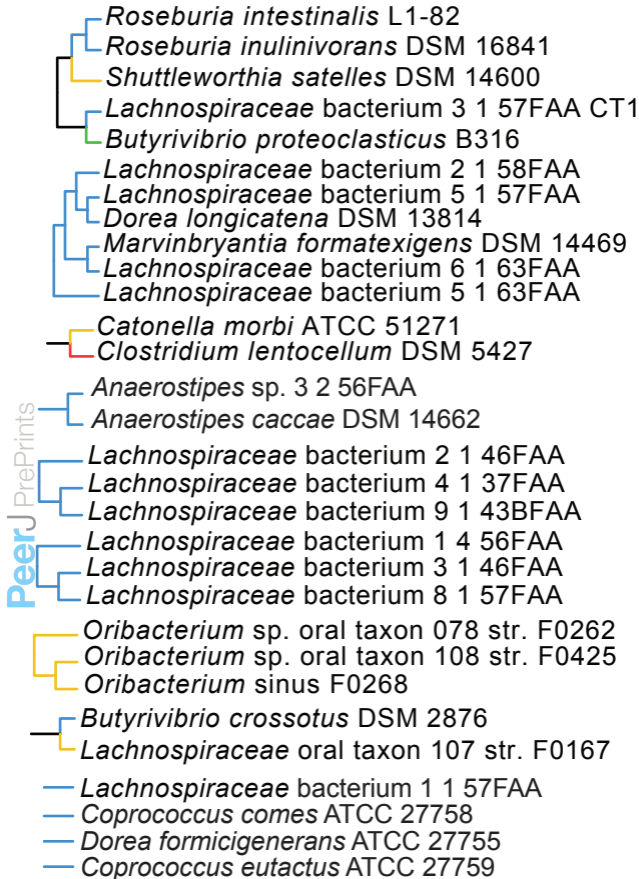 Roseburia intestinalis L1-82
Roseburia inulinivorans DSM 16841
Shuttleworthia satelles DSM 14600
Lachnospiraceae bacterium 3 1 57FAA CT1
Butyrivibrio proteoclasticus B316
Lachnospiraceae bacterium 2 1 58FAA
Lachnospiraceae bacterium 5 1 57FAA
Dorea longicatena DSM 13814
Marvinbryantia formatexigens DSM 14469
Lachnospiraceae bacterium 6 1 63FAA
Lachnospiraceae bacterium 5 1 63FAA
Catonella morbi ATCC 51271
Clostridium lentocellum DSM 5427
Anaerostipes sp. 3 2 56FAA
Anaerostipes caccae DSM 14662
Lachnospiraceae bacterium 2 1 46FAA
Lachnospiraceae bacterium 4 1 37FAA
Lachnospiraceae bacterium 9 1 43BFAA
Lachnospiraceae bacterium 1 4 56FAA
Lachnospiraceae bacterium 3 1 46FAA
Lachnospiraceae bacterium 8 1 57FAA
Oribacterium sp. oral taxon 078 str. F0262
Oribacterium sp. oral taxon 108 str. F0425
Oribacterium sinus F0268
Butyrivibrio crossotus DSM 2876
Lachnospiraceae oral taxon 107 str. F0167
Lachnospiraceae bacterium 1 1 57FAA
Coprococcus comes ATCC 27758
Dorea formicigenerans ATCC 27755
Coprococcus eutactus ATCC 27759
PeerJ PrePrints